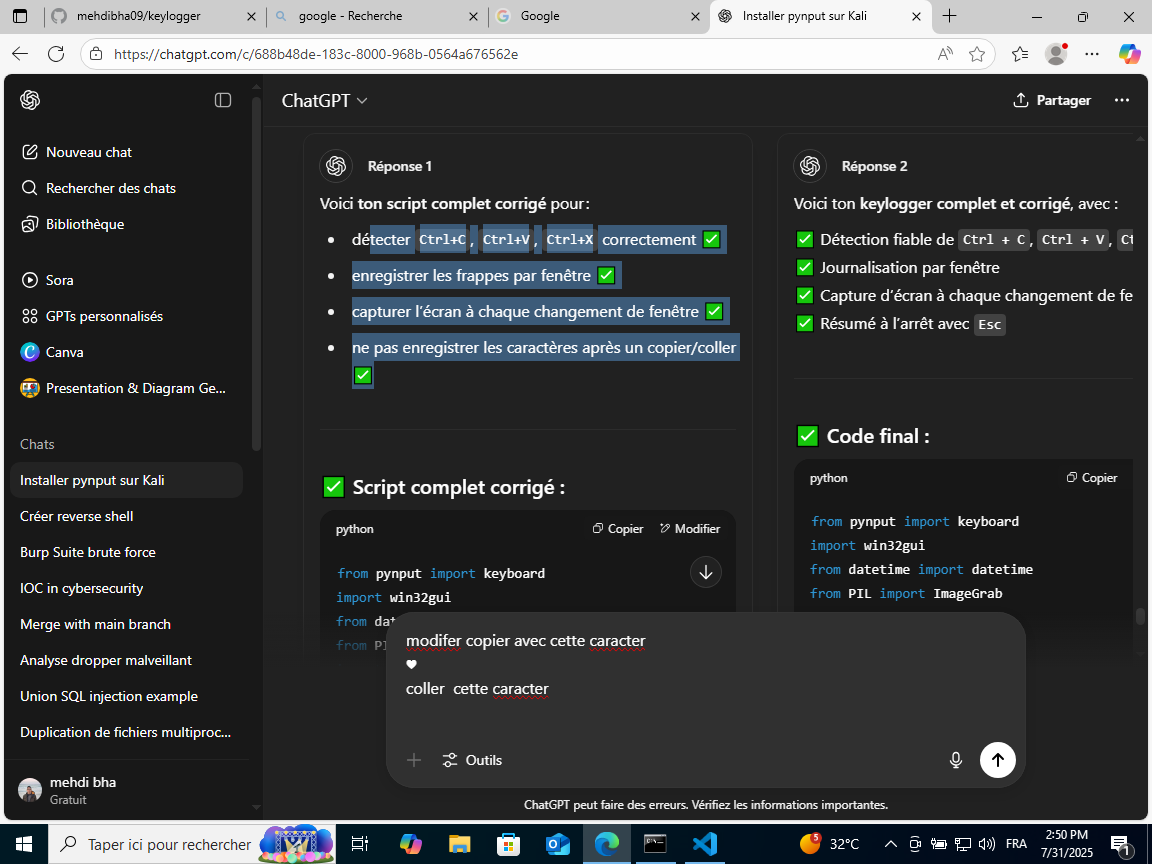 mehdibha09/keylogger
google - Recherche
Google
Installer pynput sur Kali
https://chatgpt.com/c/688b48de-183c-8000-968b-0564a676562e
ChatGPT
Partager
Nouveau chat
Rechercher des chats
Bibliothèque
Sora
GPTs personnalisés
Canva
Presentation & Diagram Ge...
Chats
Installer pynput sur Kali
Créer reverse shell
Burp Suite brute force
IOC in cybersecurity
Merge with main branch
Analyse dropper malveillant
Union SQL injection example
Duplication de fichiers multiproc...
mehdi bha
Gratuit
Réponse 1
Voici ton script complet corrigé pour :
• détecter Ctrl+C, Ctrl+V, Ctrl+X correctement ✅
• enregistrer les frappes par fenêtre ✅
• capturer l’écran à chaque changement de fenêtre ✅
• ne pas enregistrer les caractères après un copier/coller
✅
✅ Script complet corrigé :
python
Copier
Modifier
from pynput import keyboard
import win32gui
from dat
from PI
Réponse 2
Voici ton keylogger complet et corrigé, avec :
✅ Détection fiable de Ctrl + C, Ctrl + V, Ct
✅ Journalisation par fenêtre
✅ Capture d’écran à chaque changement de fe
✅ Résumé à l’arrêt avec Esc
✅ Code final :
python
Copier
from pynput import keyboard
import win32gui
from datetime import datetime
from PIL import ImageGrab
modifer copier avec cette caracter
♥
coller  cette caracter
Outils
ChatGPT peut faire des erreurs. Vérifiez les informations importantes.
Taper ici pour rechercher
5
32°C
FRA
2:50 PM
7/31/2025
1